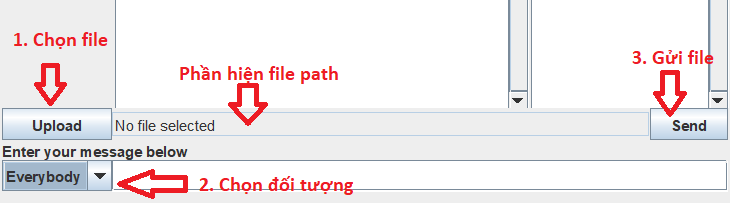 1. Chọn file
3. Gửi file
Phần hiện file path
Upload
No file selected
Send
Enter your message below
Everybody
2. Chọn đối tượng